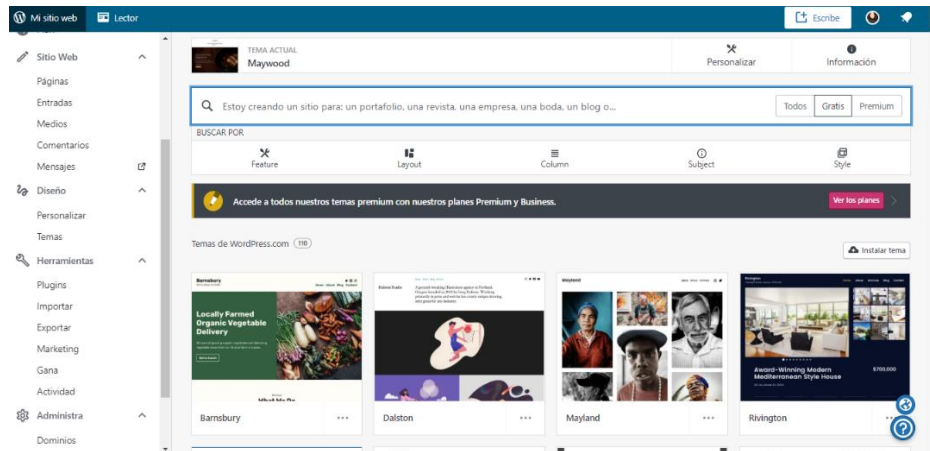 Mi sitio web
Lector
Escribe
Sitio Web
Páginas
Entradas
Medios
Comentarios
Mensajes
Diseño
Personalizar
Temas
Herramientas
Plugins
Importar
Exportar
Marketing
Gana
Actividad
Administra
Dominios
TEMA ACTUAL
Maywood
Personalizar
Información
Estoy creando un sitio para: un portafolio, una revista, una empresa, una boda, un blog o...
Todos
Gratis
Premium
BUSCAR POR
Feature
Layout
Column
Subject
Style
Accede a todos nuestros temas premium con nuestros planes Premium y Business.
Ver los planes
Temas de WordPress.com 110
Instalar tema
Barnsbury
Locally Farmed
Organic Vegetable
Delivery
Barnsbury
Dalston Studio
Dalston
Mayland
Mayland
Rivington
Award-Winning Modern
Mediterranean Style House
$700,000
Rivington